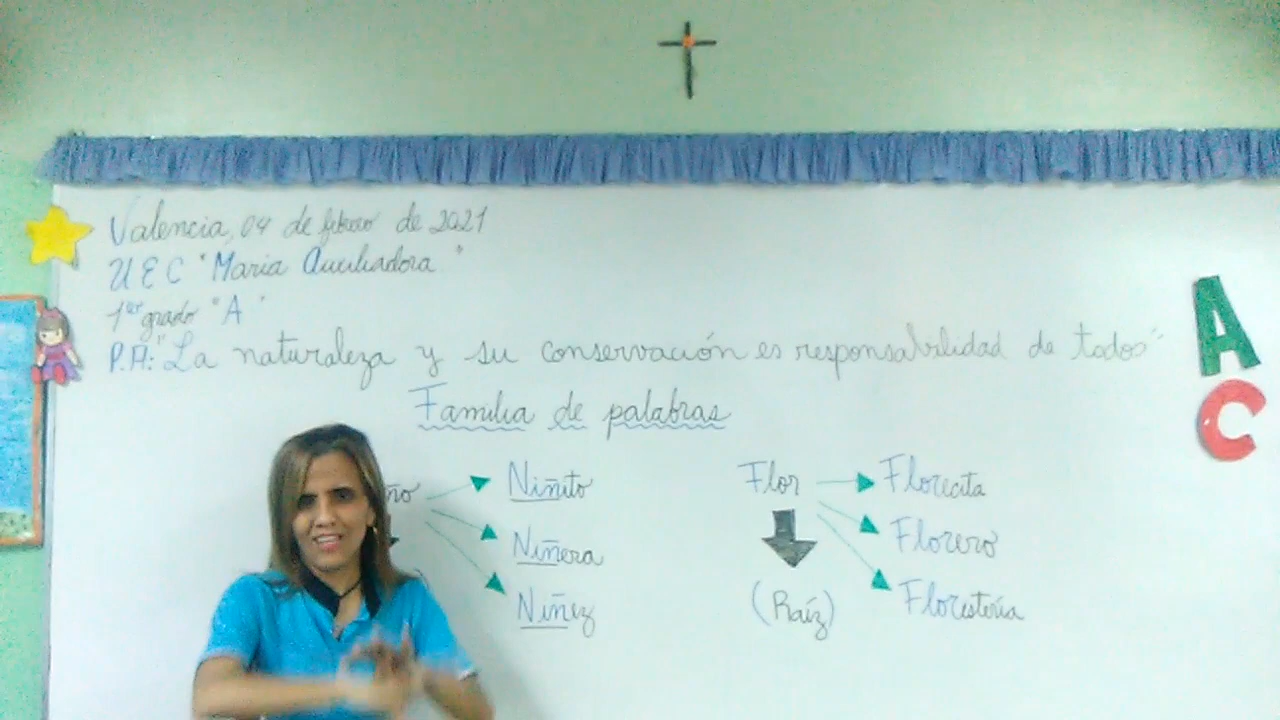 Valencia, 04 de febrero de 2021
UEC "Maria Auxiliadora"
1er grado "A"
P.A: "La naturaleza y su conservación es responsabilidad de todos"
Familia de palabras
ño
Niñito
Niñera
Niñez
Flor
Florecita
Florero
Floristería
(Raíz)
A
C